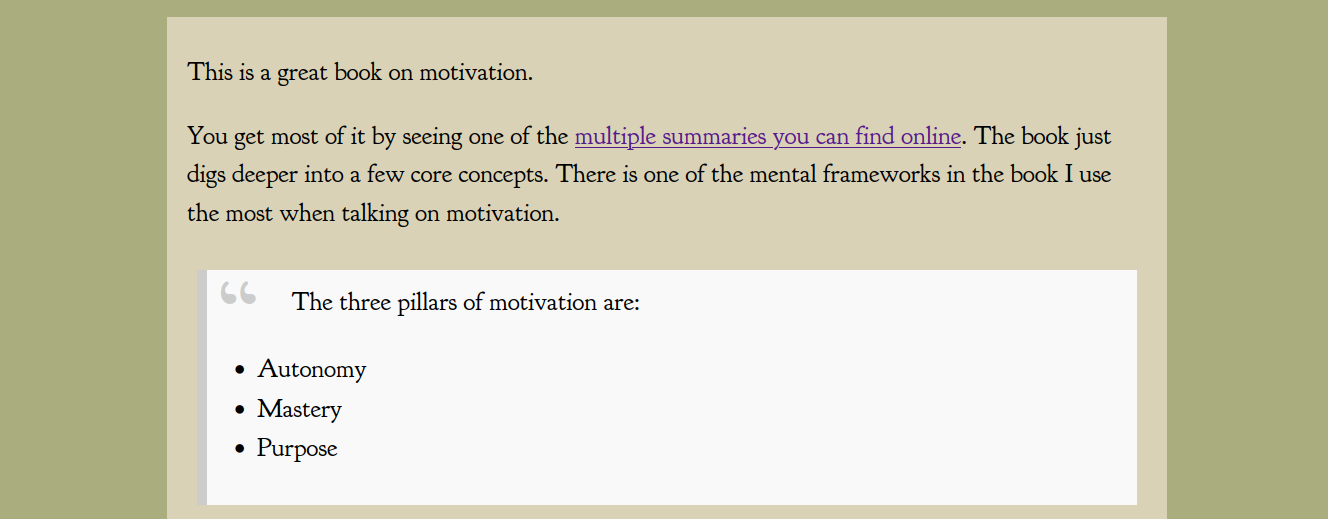 This is a great book on motivation.
You get most of it by seeing one of the multiple summaries you can find online. The book just
digs deeper into a few core concepts. There is one of the mental frameworks in the book I use
the most when talking on motivation.
“ The three pillars of motivation are:
• Autonomy
• Mastery
• Purpose